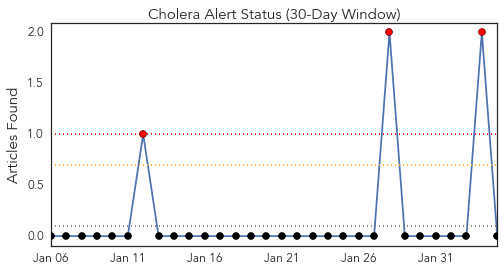 Cholera Alert Status (30-Day Window)
Articles Found
2.0
1.5
1.0
0.5
0.0
Jan 06 Jan 11 Jan 16 Jan 21 Jan 26 Jan 31